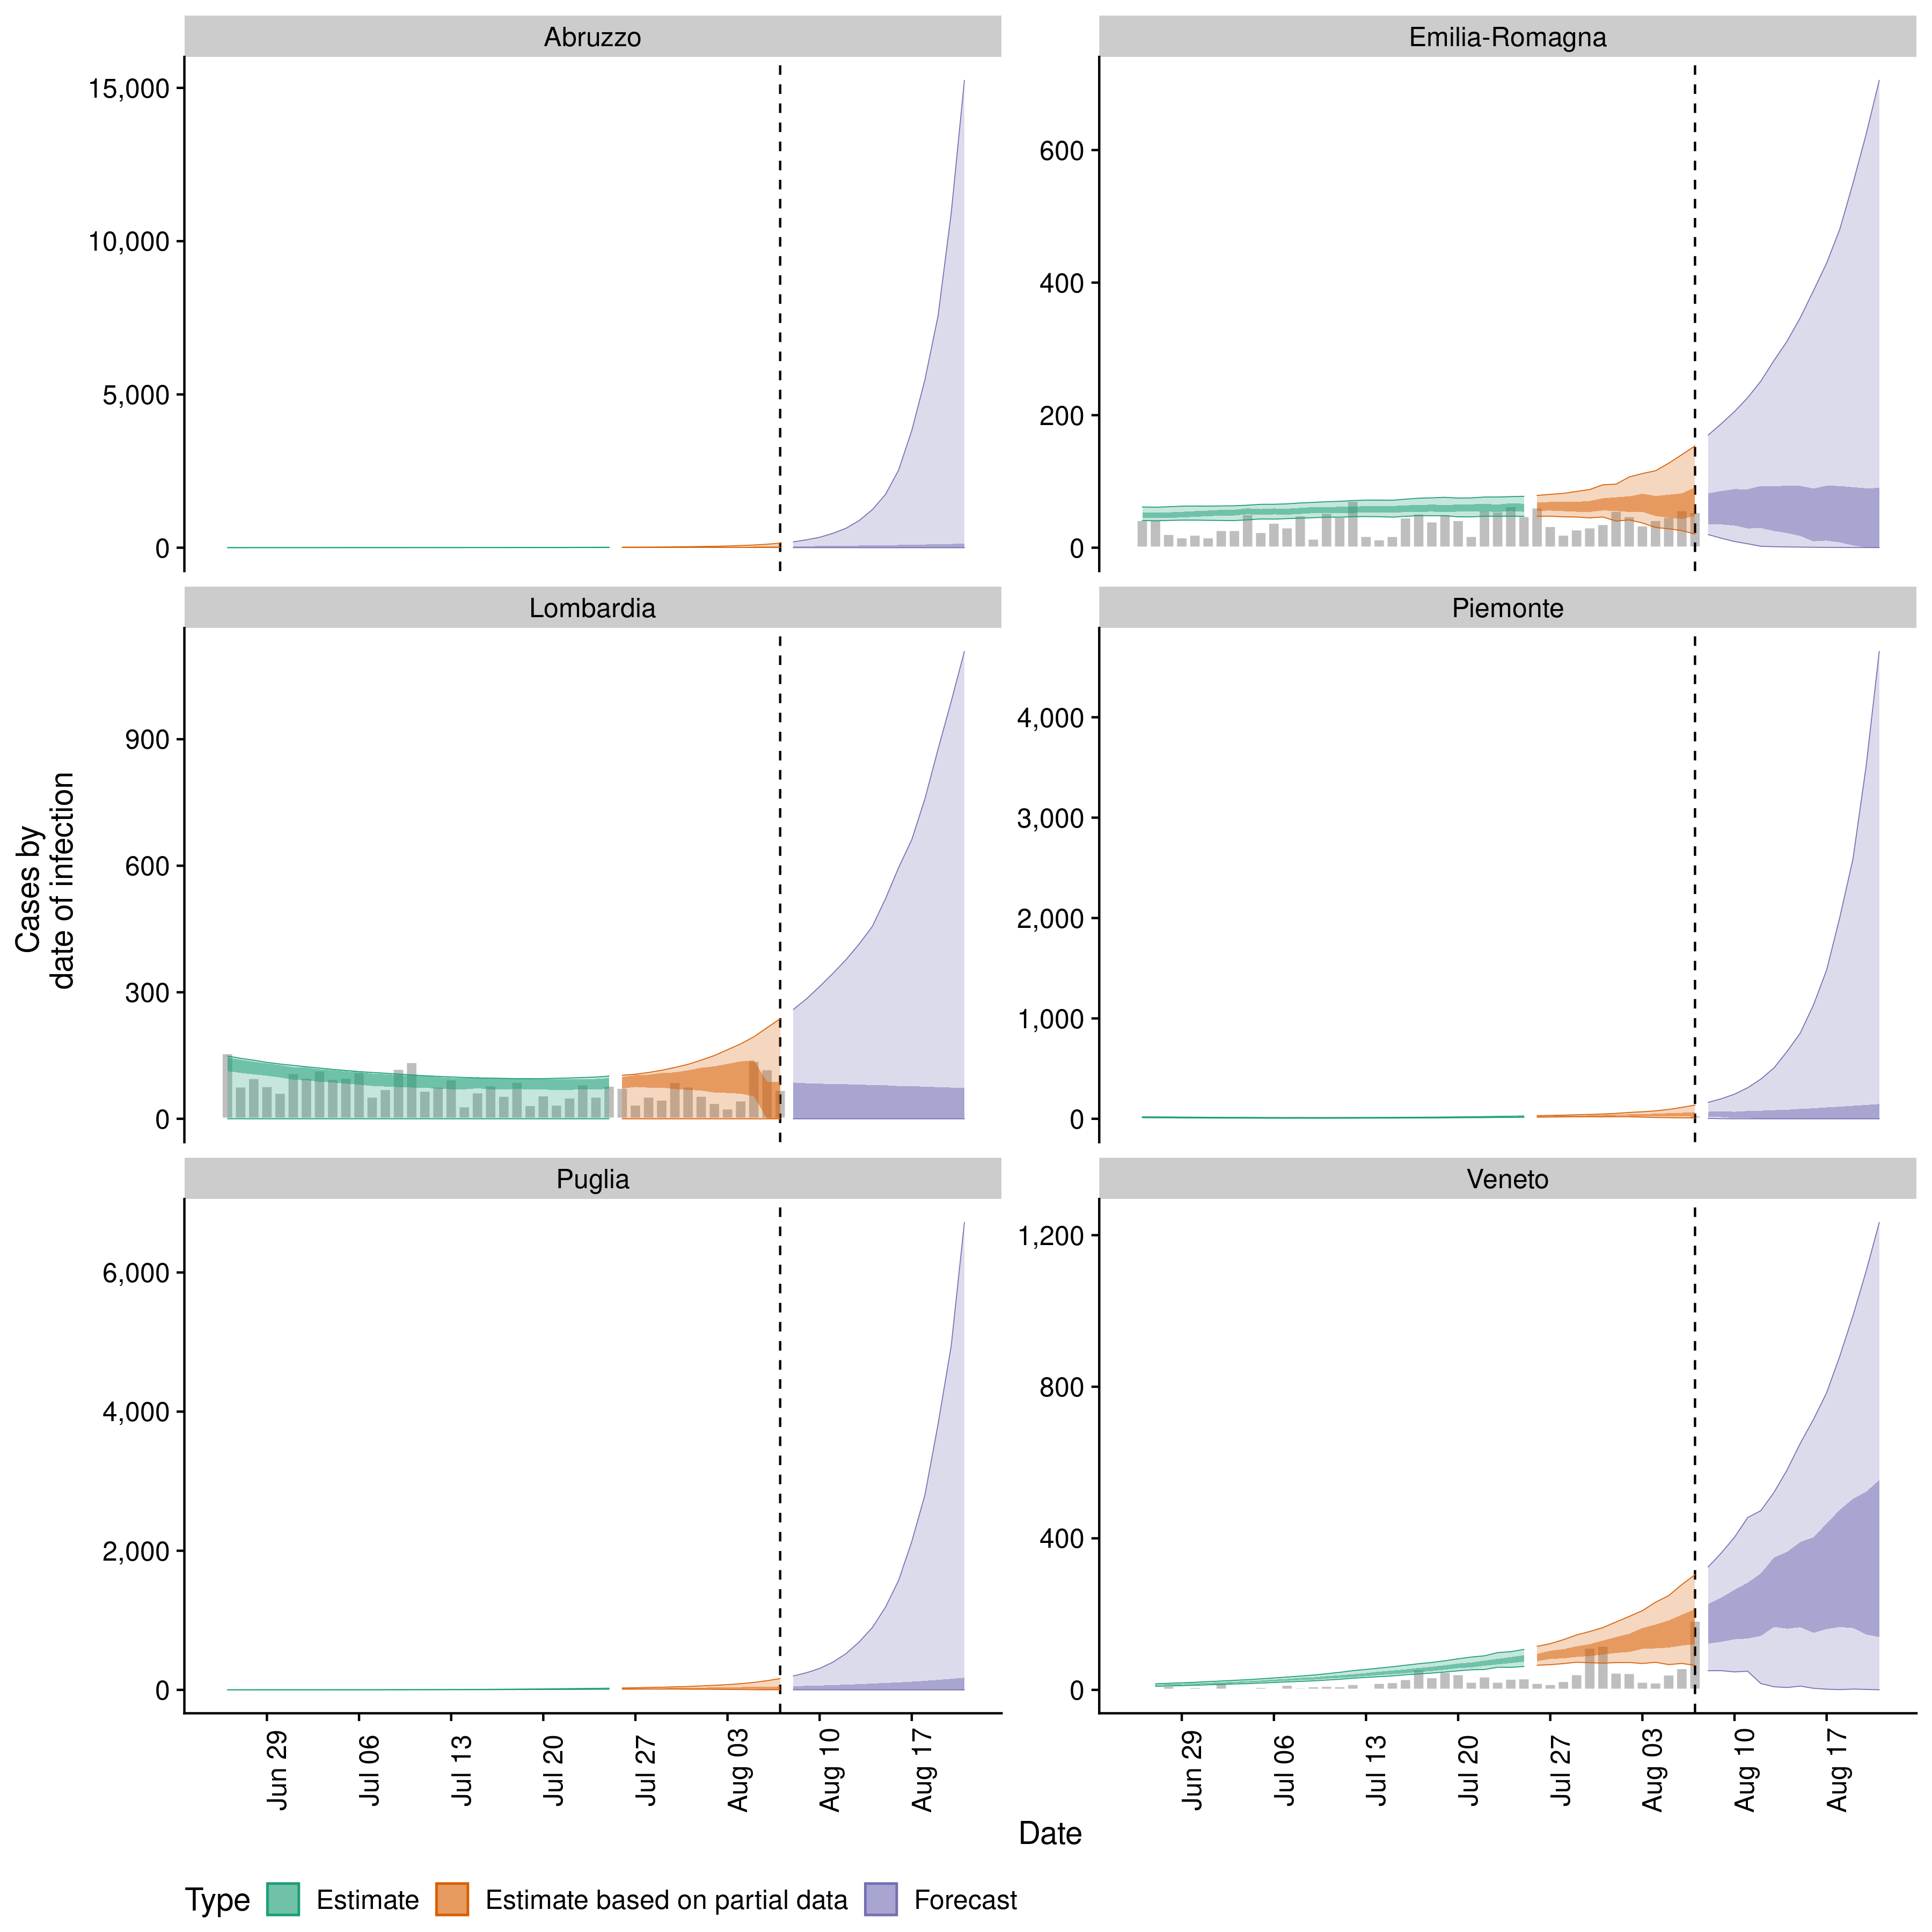 Abruzzo
Emilia-Romagna
15,000
10,000
5,000
0
600
400
200
0
Lombardia
Piemonte
900
600
300
0
4,000
3,000
2,000
1,000
0
Puglia
Veneto
6,000
4,000
2,000
0
1,200
800
400
0
Cases by
date of infection
Jun 29
Jul 06
Jul 13
Jul 20
Jul 27
Aug 03
Aug 10
Aug 17
Jun 29
Jul 06
Jul 13
Jul 20
Jul 27
Aug 03
Aug 10
Aug 17
Date
Type Estimate Estimate based on partial data Forecast